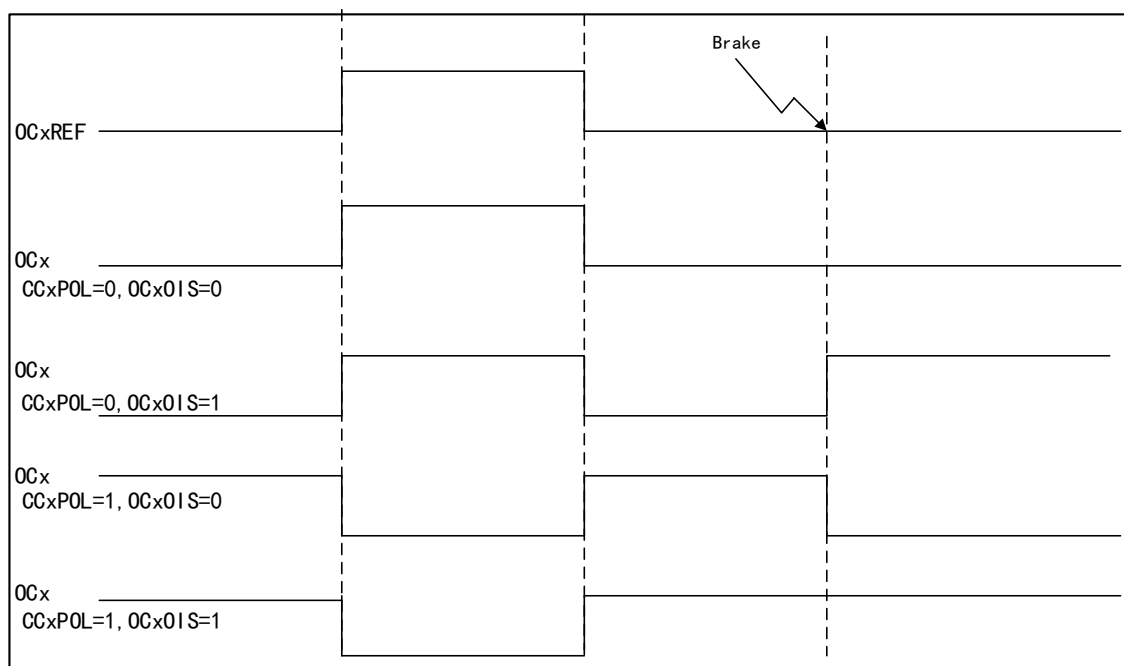 Brake
OCxREF
OCx
CCxPOL=0,OCxOIS=0
OCx
CCxPOL=0,OCxOIS=1
OCx
CCxPOL=1,OCxOIS=0
OCx
CCxPOL=1,OCxOIS=1